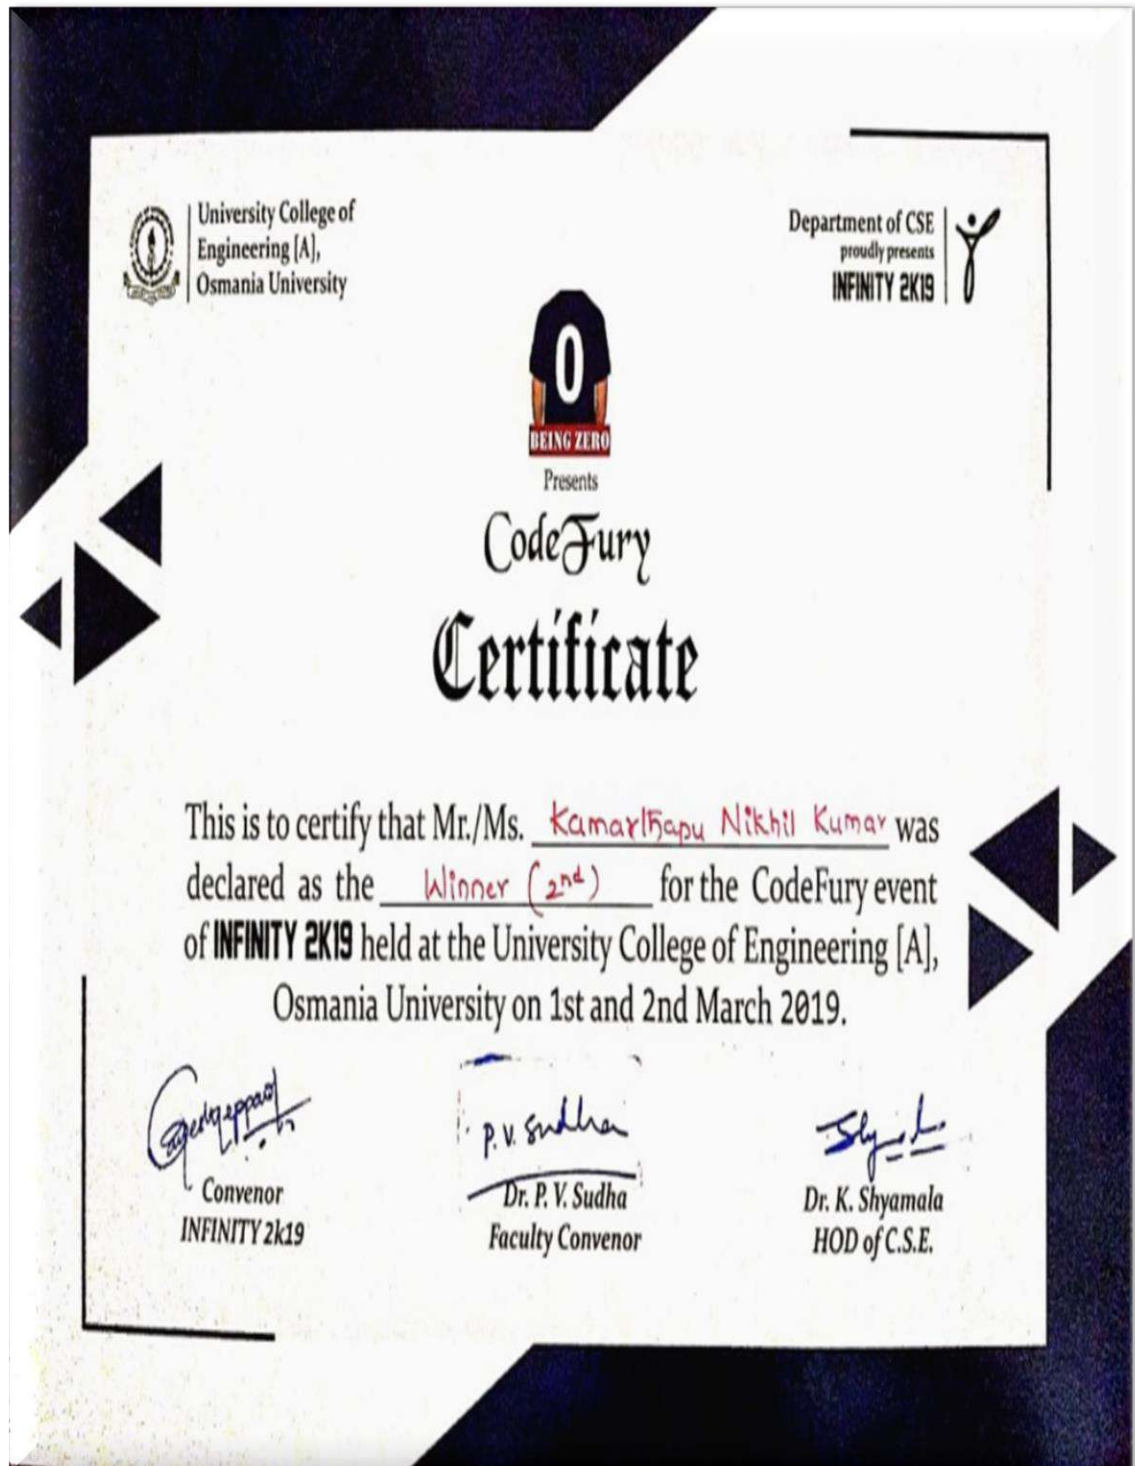 University College of
Engineering [A],
Osmania University
Department of CSE
proudly presents
INFINITY 2K19
0
BEING ZERO
Presents
CodeFury
Certificate
This is to certify that Mr./Ms. Kamarthapu Nikhil Kumar was
declared as the Winner (2nd) for the CodeFury event
of INFINITY 2K19 held at the University College of Engineering [A],
Osmania University on 1st and 2nd March 2019.
P.V. Sudha
Convenor
INFINITY 2k19
Dr. P. V. Sudha
Faculty Convenor
Dr. K. Shyamala
HOD of C.S.E.